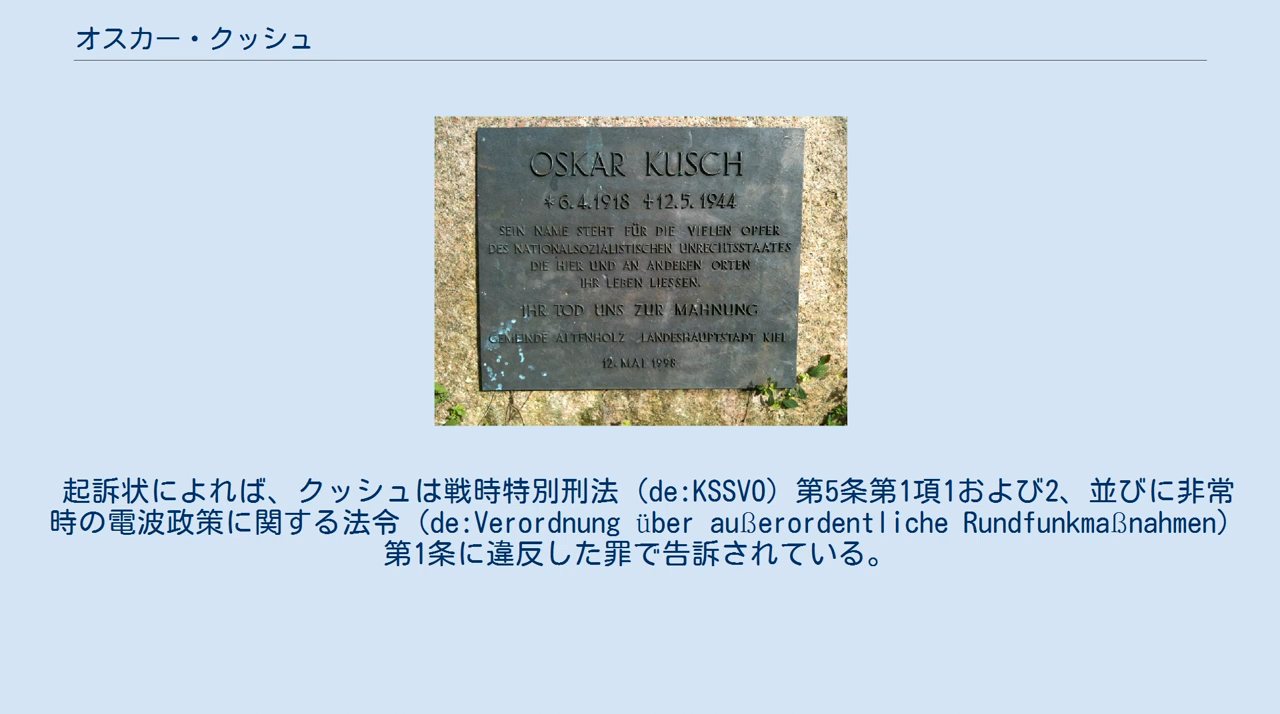 オスカー・クッシュ
OSKAR KUSCH
*6.4.1918 ✝12.5.1944
SEIN NAME STEHT FÜR DIE VIELEN OPFER
DES NATIONALSOZIALISTISCHEN UNRECHTSSTAATES
DIE HIER UND AN ANDEREN ORTEN
IHR LEBEN LIESSEN.
IHR TOD UNS ZUR MAHNUNG
GEMEINDE ALTENHOLZ LANDESHAUPTSTADT KIEL
12. MAI 1998
起訴状によれば、クッシュは戦時特別刑法（de:KSSVO）第5条第1項1および2、並びに非常
時の電波政策に関する法令（de:Verordnung über außerordentliche Rundfunkmaßnahmen）
第1条に違反した罪で告訴されている。